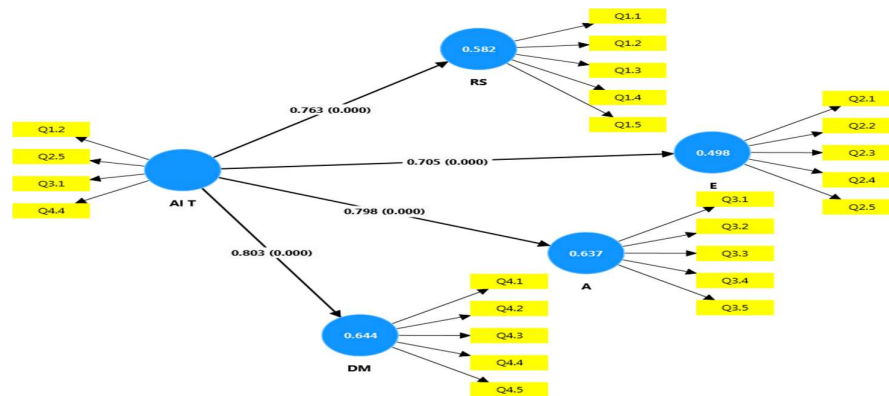 Q1.1
Q1.2
Q1.3
Q1.4
Q1.5
0.582
RS
0.763 (0.000)
Q1.2
Q2.5
Q3.1
Q4.4
AI T
0.705 (0.000)
0.498
E
Q2.1
Q2.2
Q2.3
Q2.4
Q2.5
0.798 (0.000)
0.637
A
Q3.1
Q3.2
Q3.3
Q3.4
Q3.5
0.803 (0.000)
0.644
DM
Q4.1
Q4.2
Q4.3
Q4.4
Q4.5